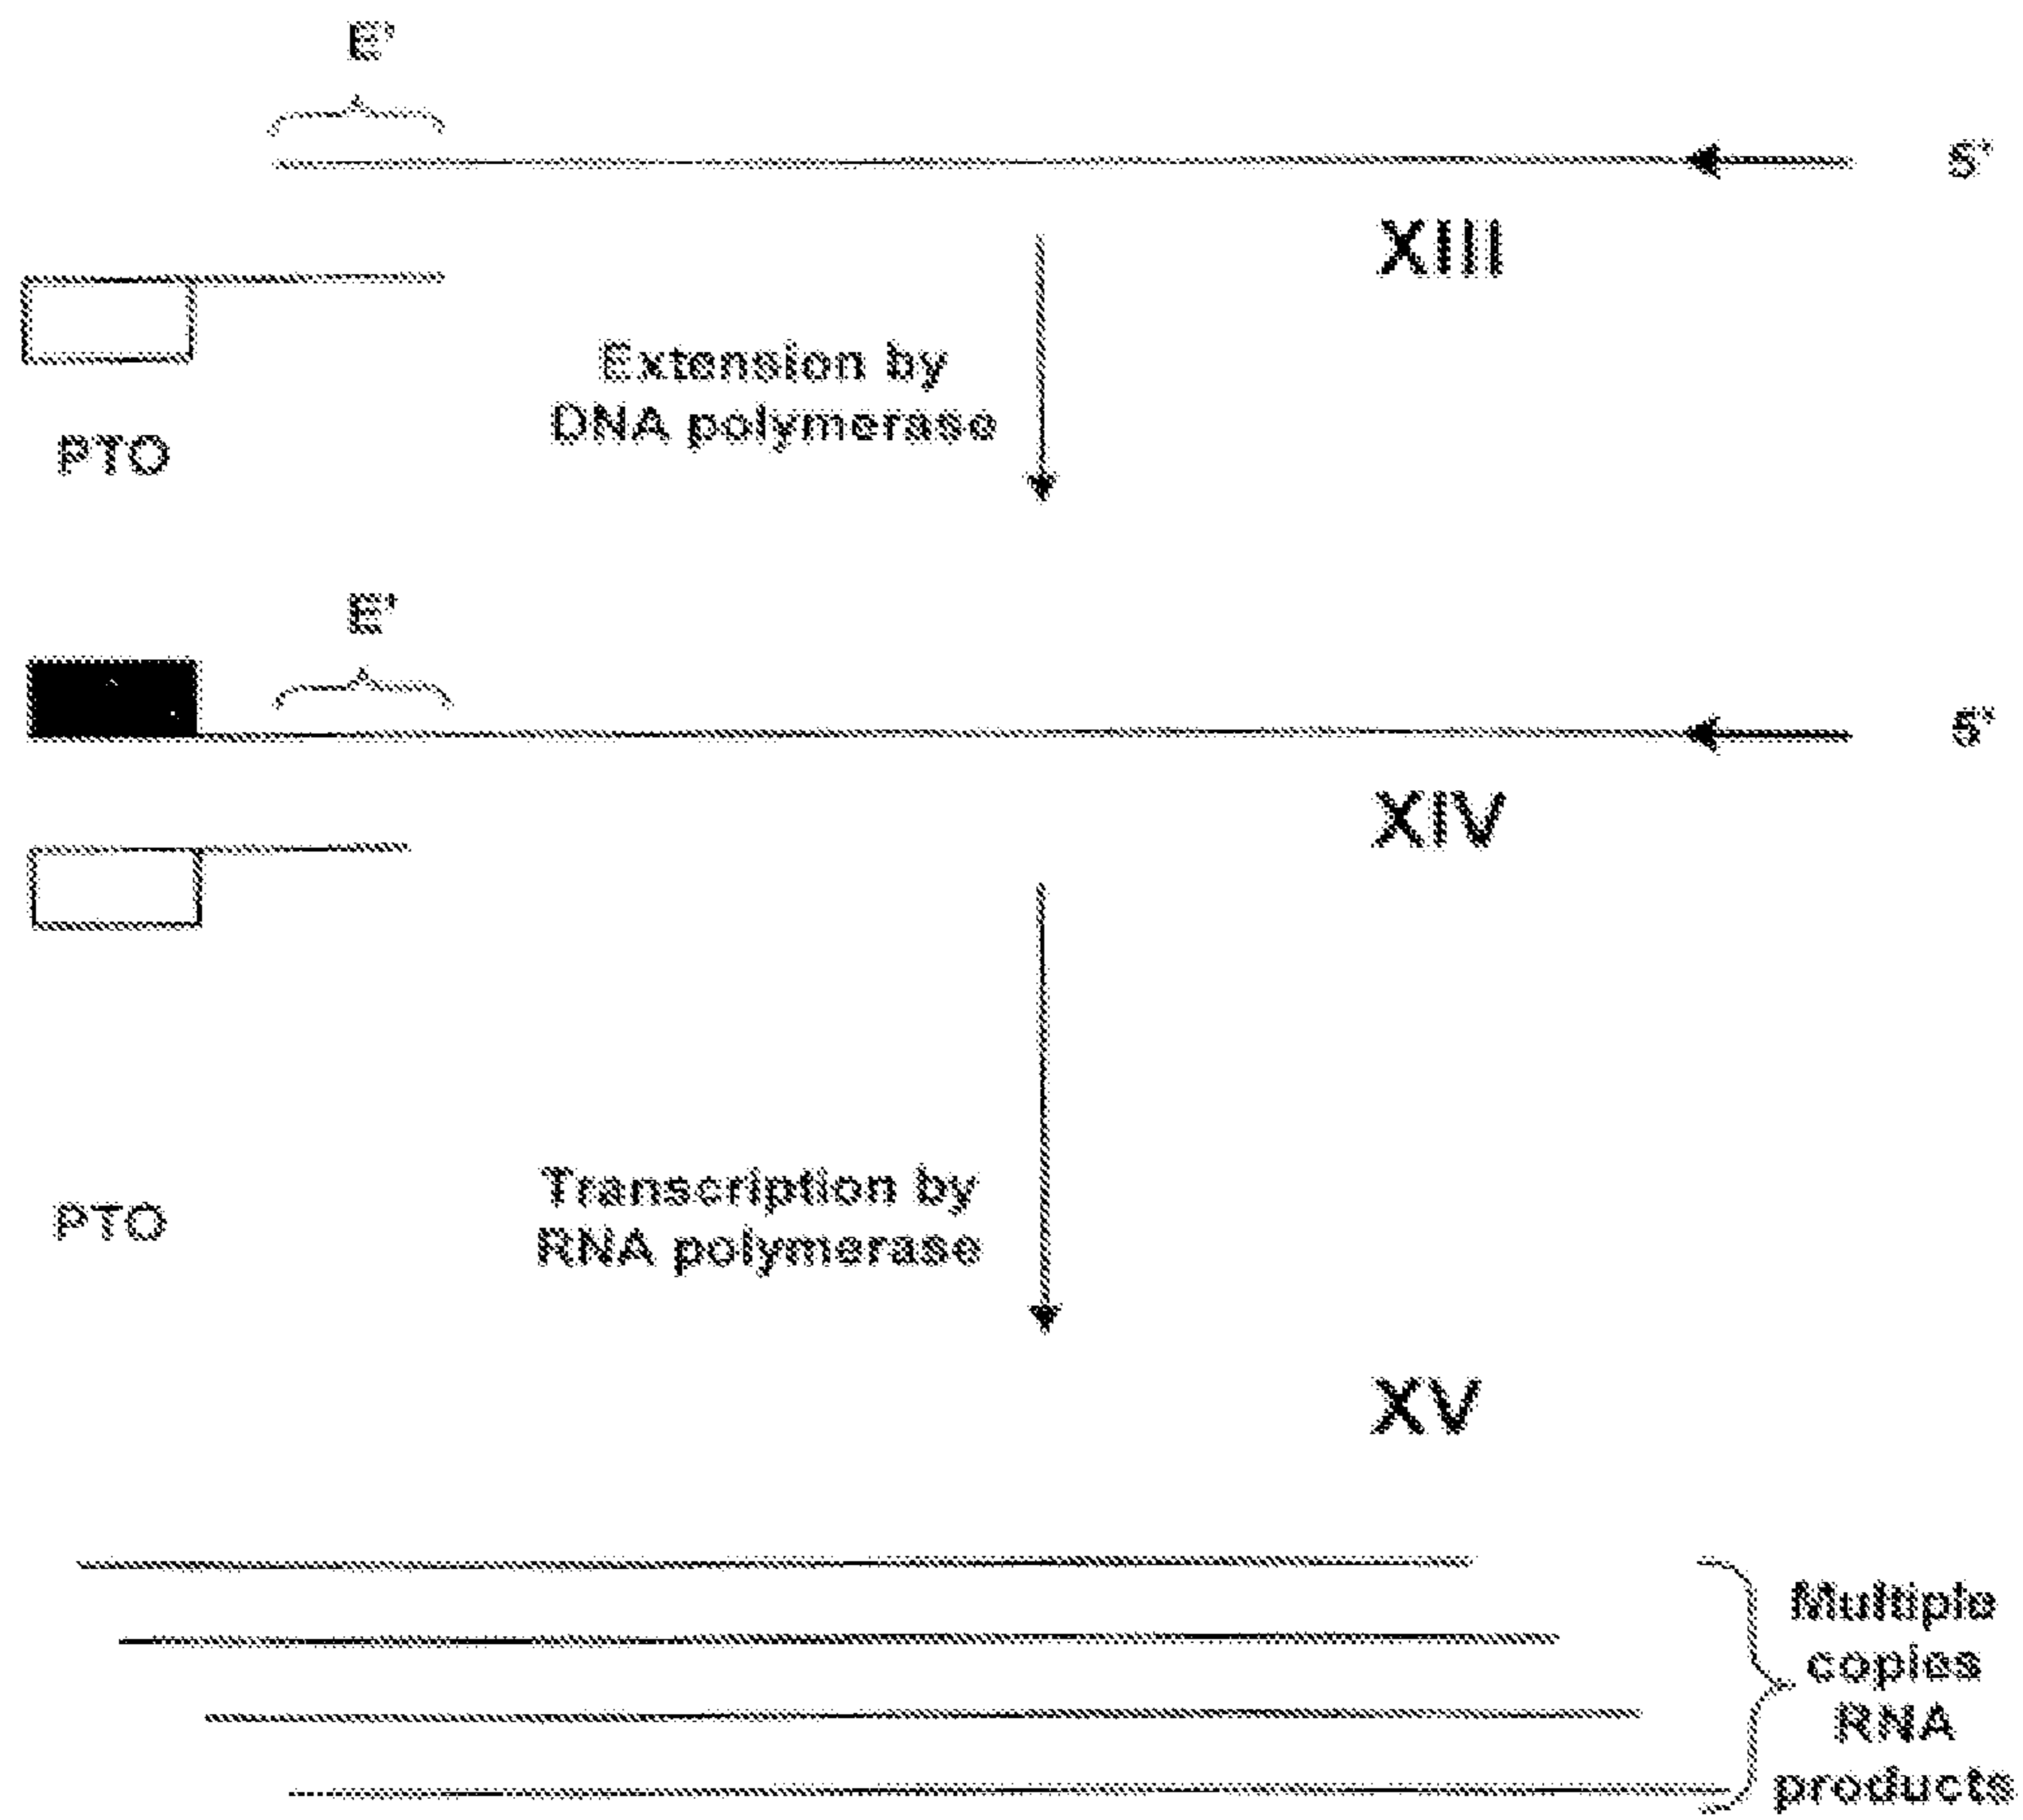 E'
5'
XIII
Extension by
DNA polymerase
PTO
E'
5'
XIV
Transcription by
RNA polymerase
PTO
XV
Multiple
copies
RNA
products